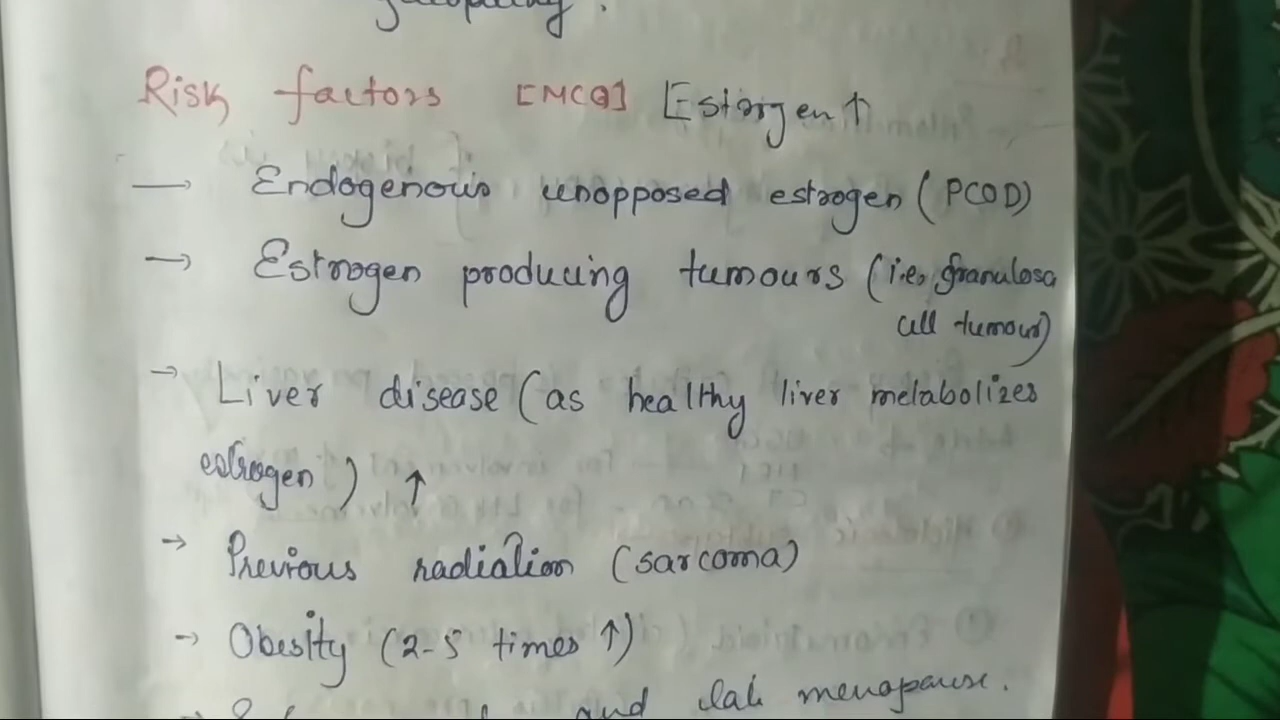 Risk factors [MCQ] [Estorgen ↑
→ Endogenous unopposed estrogen (PCOD)
→ Estrogen producing tumours (i.e., granulosa
cell tumour)
→ Liver disease (as healthy liver metabolizes
estrogen) ↑
→ Previous radiation (sarcoma)
→ Obesity (2-5 times ↑)
and late menopause.